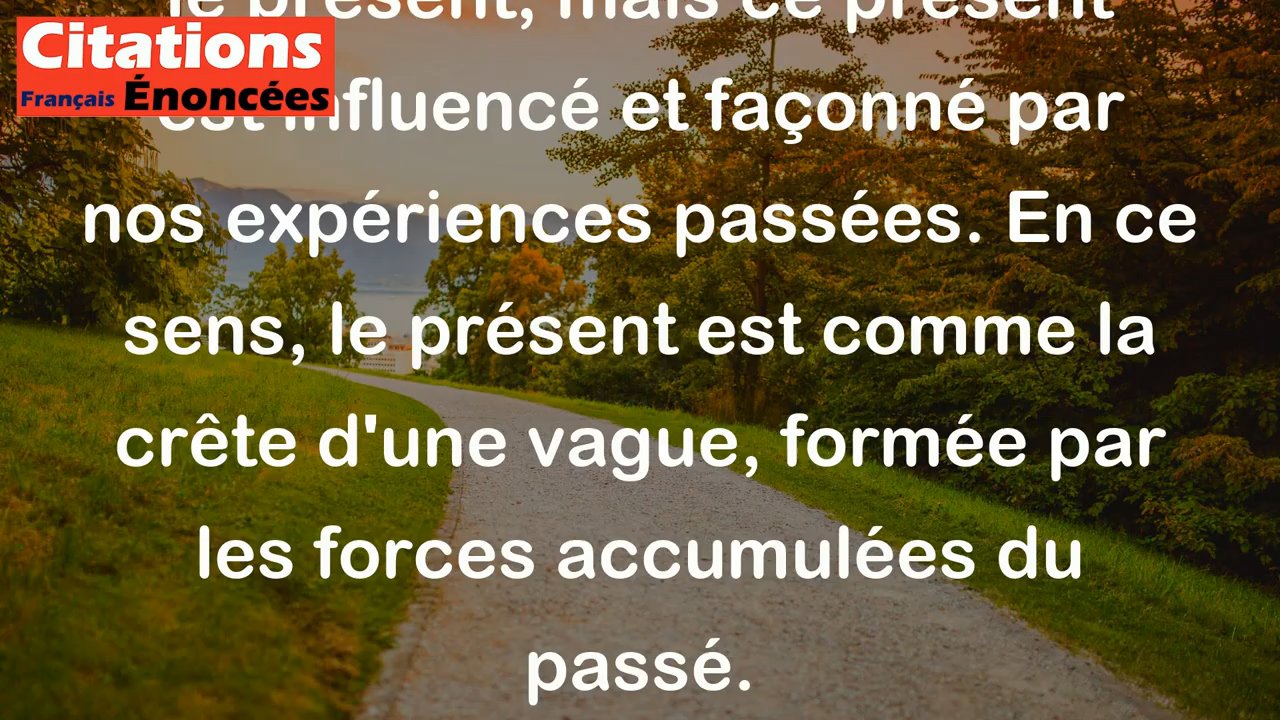 le présent, mais ce présent
Citations
Français Énoncées
est influencé et façonné par
nos expériences passées. En ce
sens, le présent est comme la
crête d'une vague, formée par
les forces accumulées du
passé.